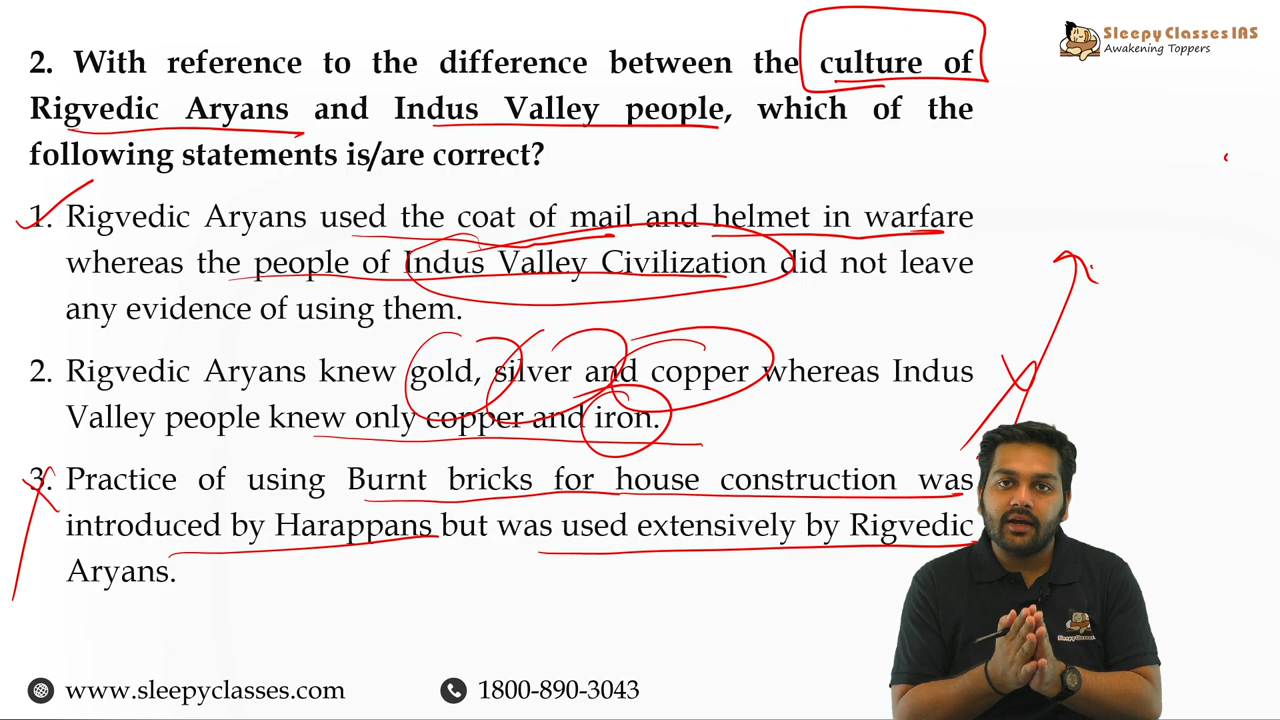 Sleepy Classes IAS
Awakening Toppers
2. With reference to the difference between the culture of
Rigvedic Aryans and Indus Valley people, which of the
following statements is/are correct?
1. Rigvedic Aryans used the coat of mail and helmet in warfare
whereas the people of Indus Valley Civilization did not leave
any evidence of using them.
2. Rigvedic Aryans knew gold, silver and copper whereas Indus
Valley people knew only copper and iron.
3. Practice of using Burnt bricks for house construction was
introduced by Harappans but was used extensively by Rigvedic
Aryans.
Sleepy Classes
www.sleepyclasses.com
1800-890-3043